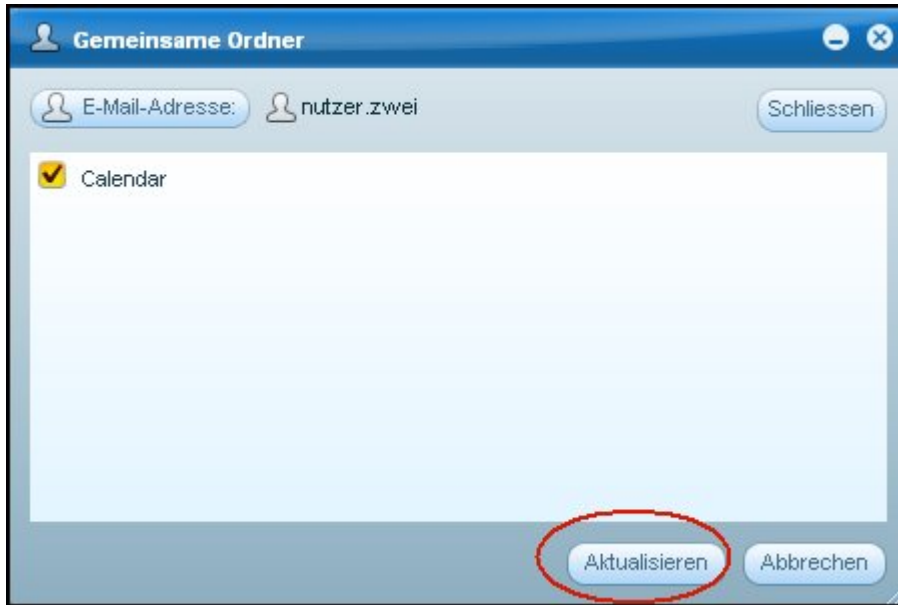 Gemeinsame Ordner
E-Mail-Adresse: nutzer.zwei Schliessen
Calendar
Aktualisieren Abbrechen